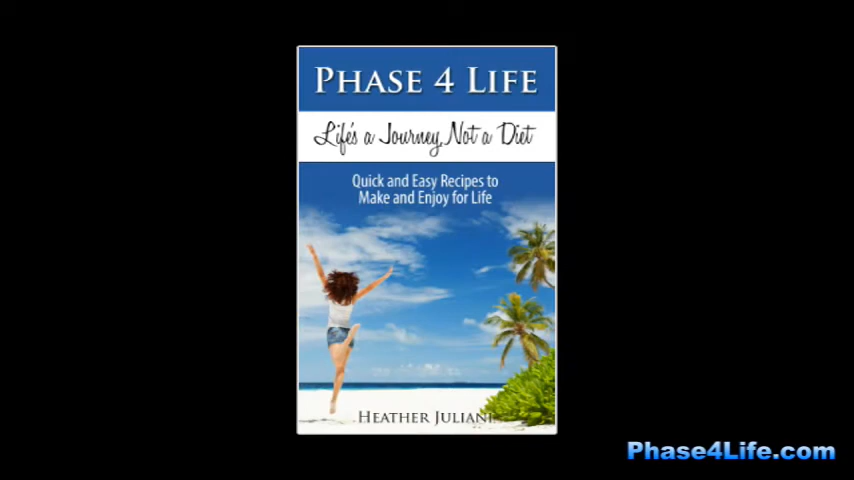 PHASE 4 LIFE
Life's a Journey, Not a Diet
Quick and Easy Recipes to
Make and Enjoy for Life
HEATHER JULIANI
Phase4Life.com